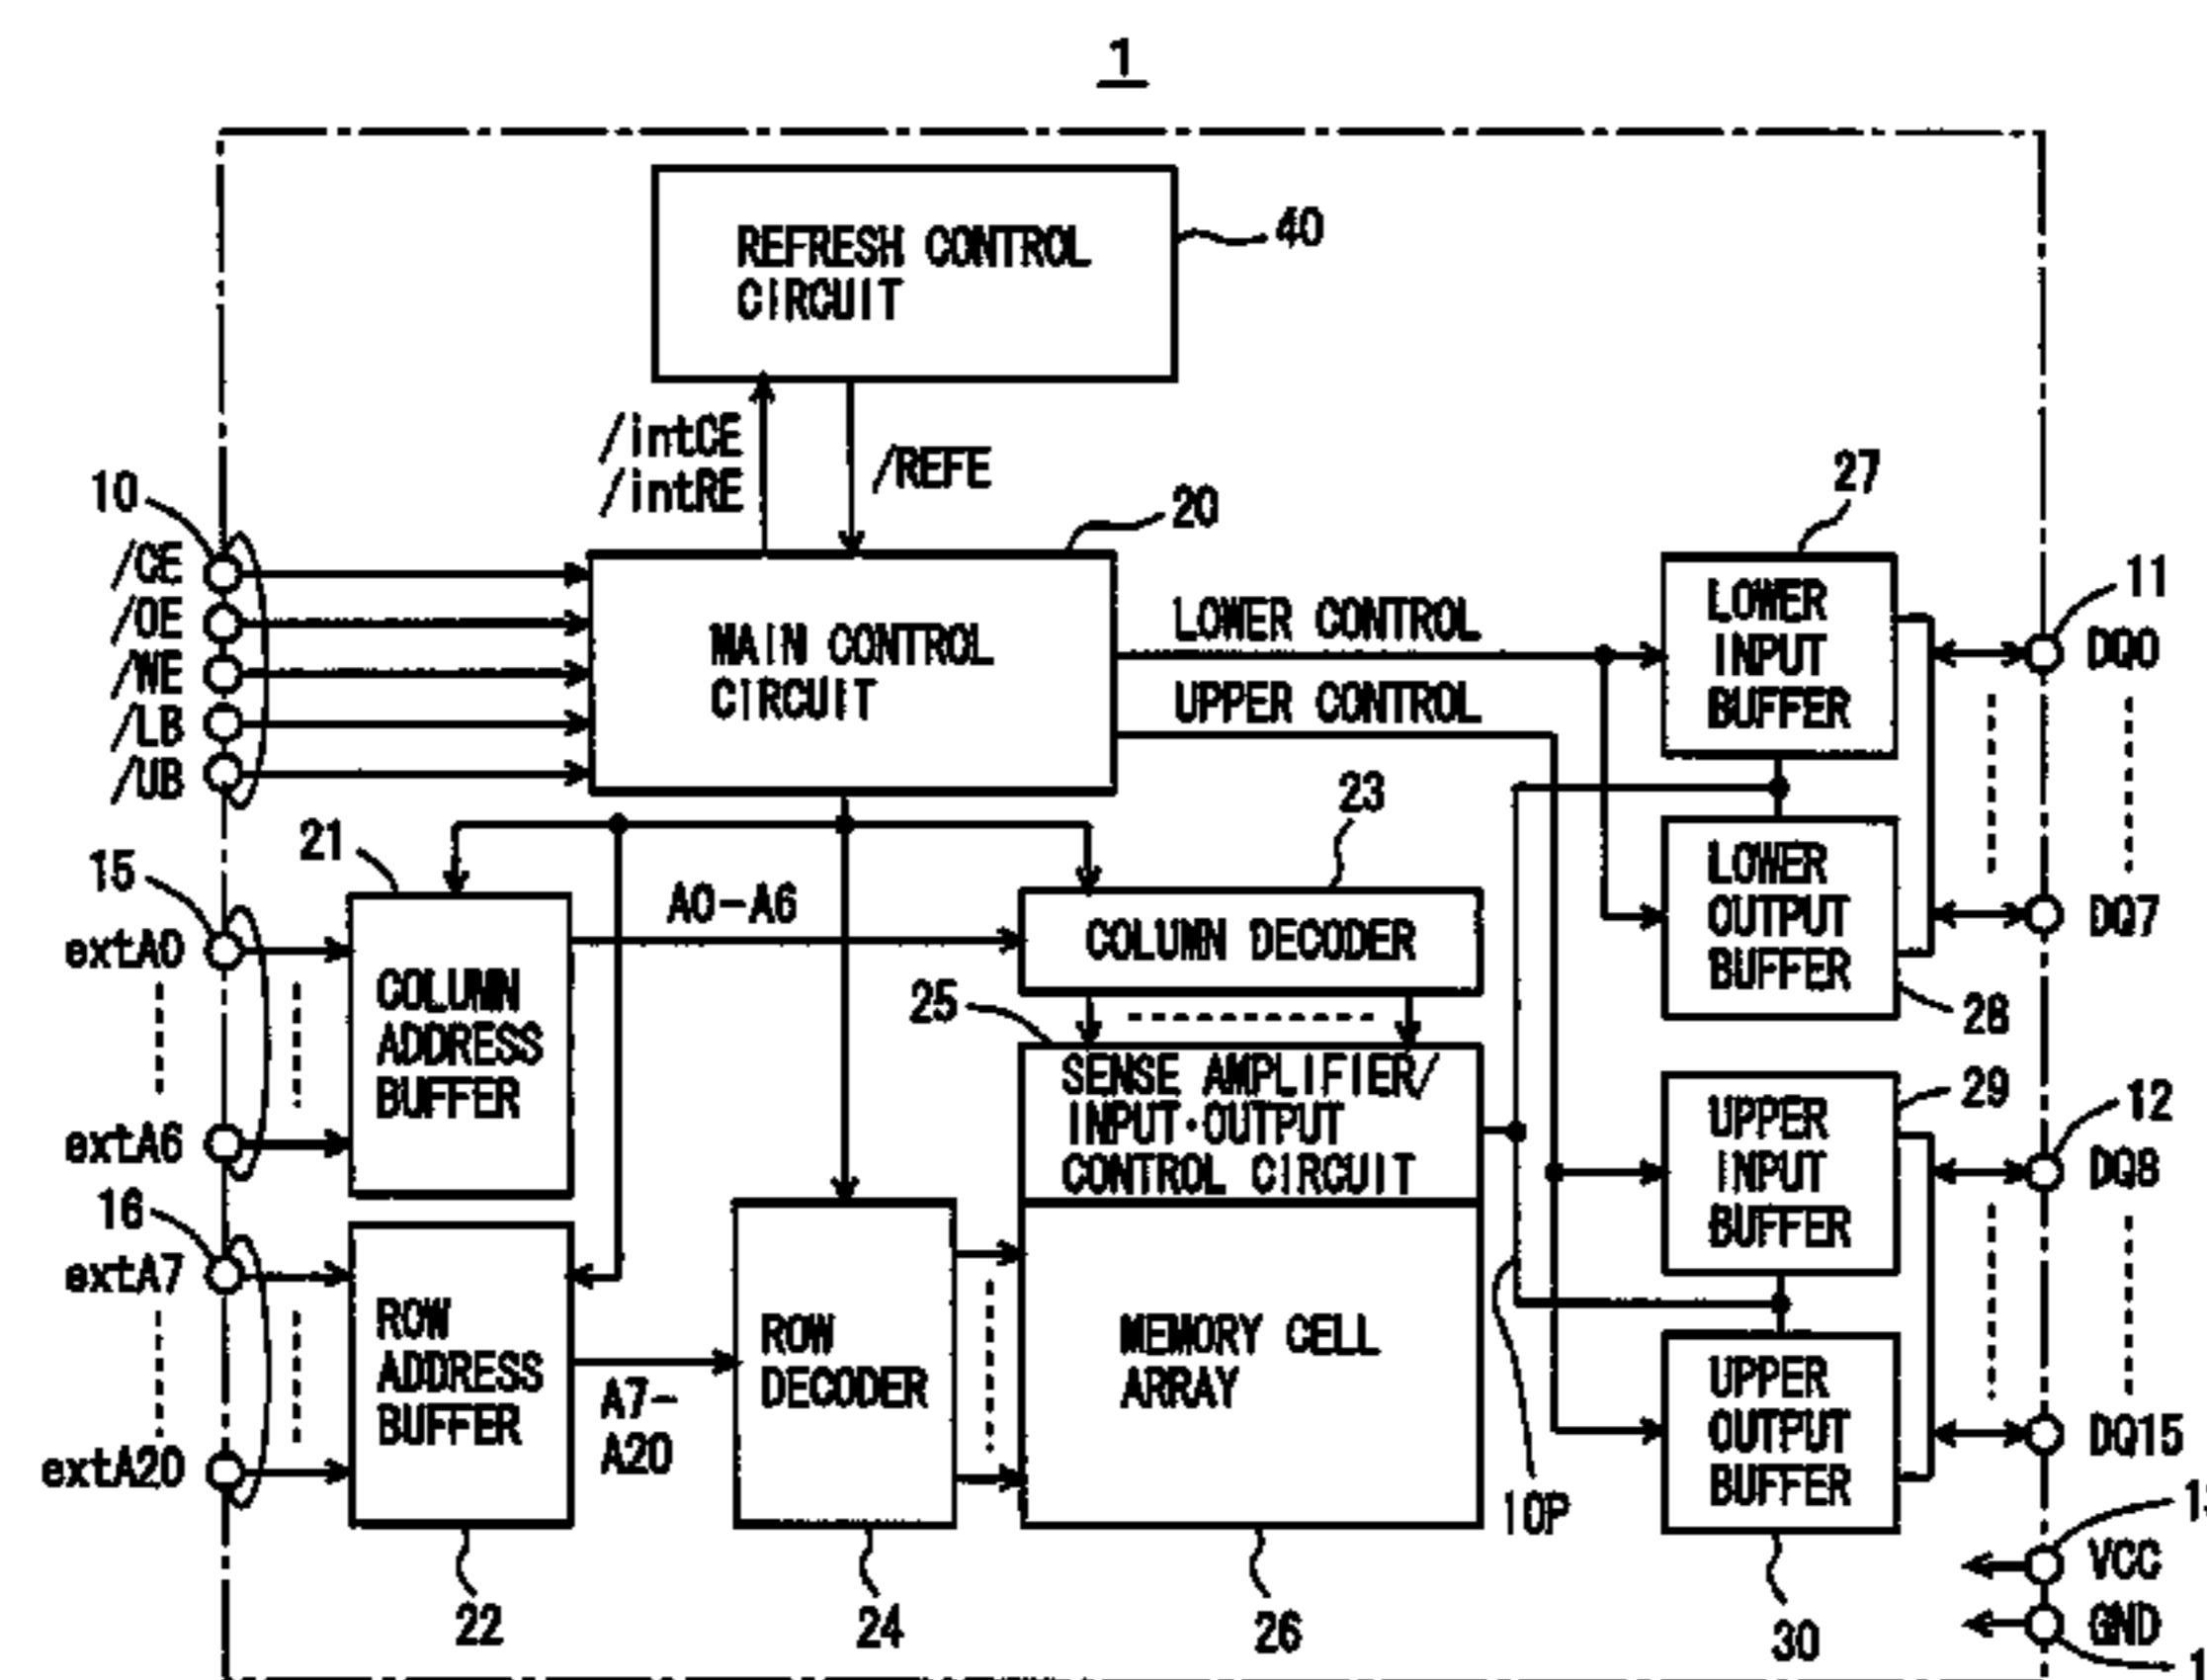 1
REFRESH CONTROL
CIRCUIT
40
/intCE
/intRE
/REFE
10
20
27
/CE
/OE
/WE
/LB
/UB
MAIN CONTROL
CIRCUIT
LOWER CONTROL
UPPER CONTROL
LOWER
INPUT
BUFFER
11
DQ0
21
23
15
extA0
extA6
COLUMN
ADDRESS
BUFFER
A0-A6
COLUMN DECODER
LOWER
OUTPUT
BUFFER
DQ7
28
25
SENSE AMPLIFIER/
INPUT·OUTPUT
CONTROL CIRCUIT
29
UPPER
INPUT
BUFFER
12
DQ8
16
extA7
extA20
ROW
ADDRESS
BUFFER
A7-
A20
ROW
DECODER
MEMORY CELL
ARRAY
IOP
UPPER
OUTPUT
BUFFER
DQ15
VCC
GND
22
24
26
30